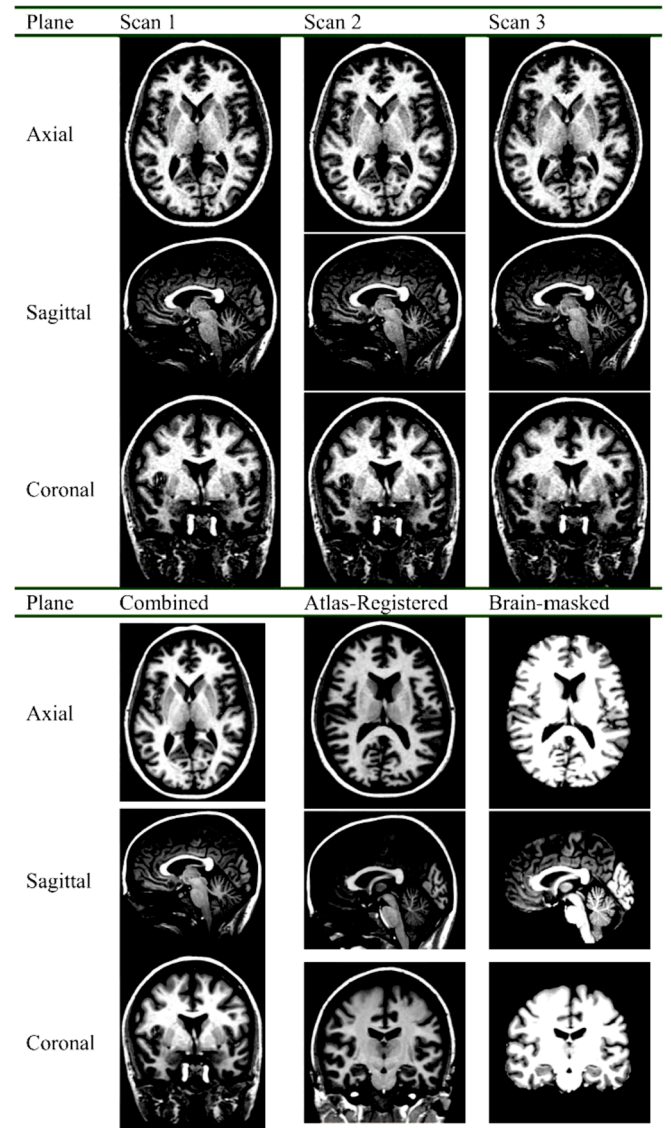 Plane Scan 1 Scan 2 Scan 3
Axial
Sagittal
Coronal
Plane Combined Atlas-Registered Brain-masked
Axial
Sagittal
Coronal